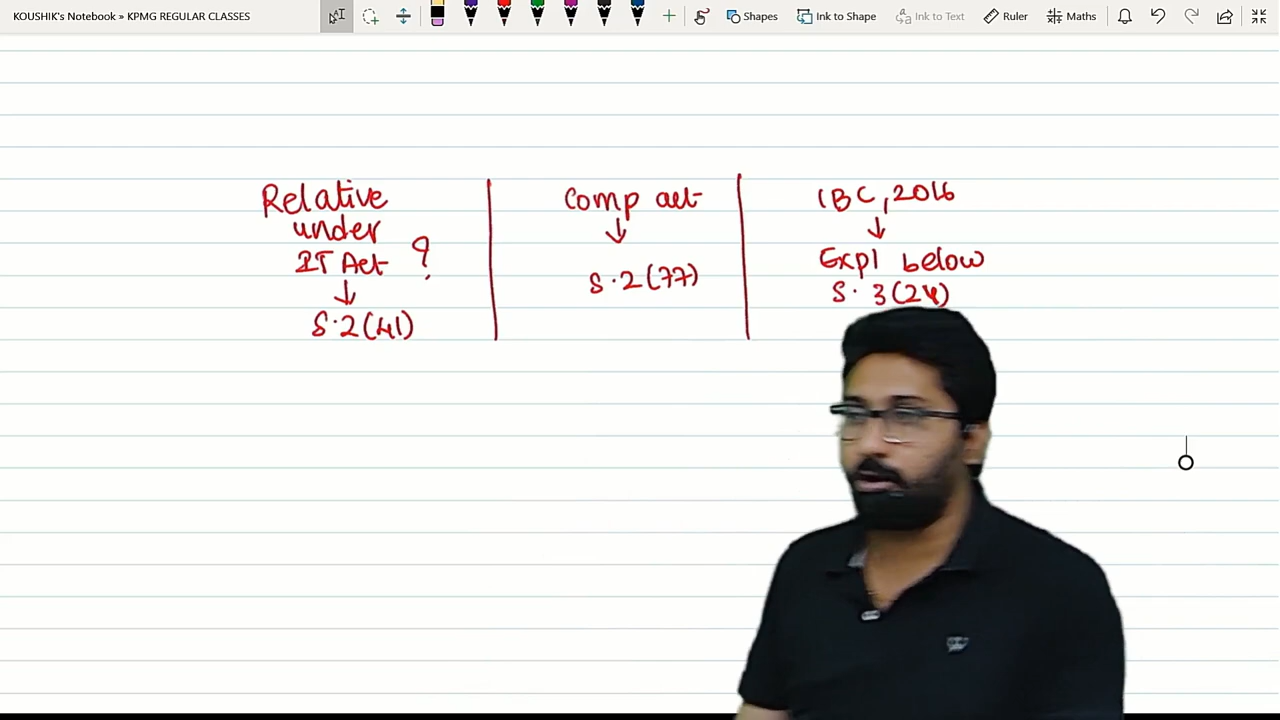 KOUSHIK's Notebook » KPMG REGULAR CLASSES
Shapes
Ink to Shape
Ink to Text
Ruler
Maths
Relative
under
IT Act ?
S.2(41)
Comp act
S.2(77)
IBC, 2016
Expl below
S. 3(24)